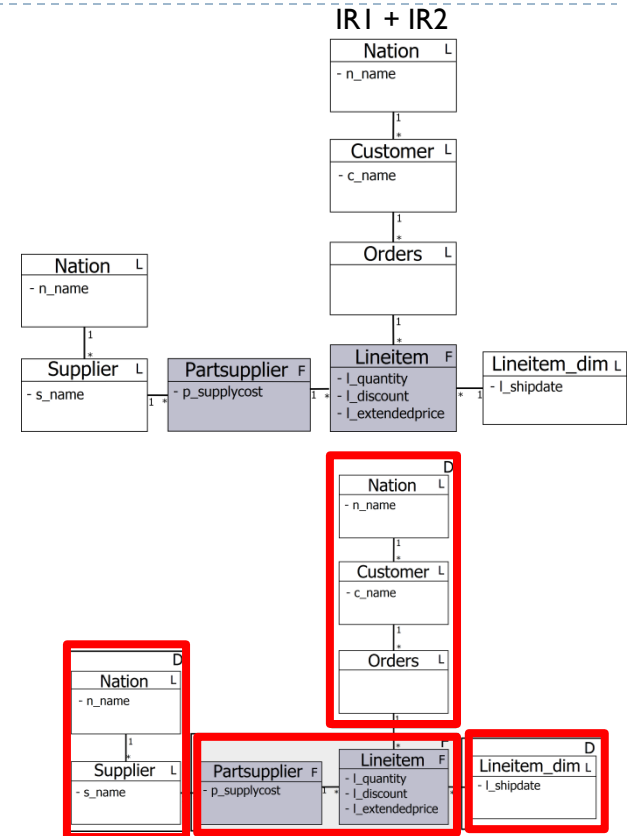 IR1 + IR2
Nation L
- n_name
1
*
Customer L
- c_name
1
*
Orders L
1
*
Nation L
- n_name
1
*
Supplier L
- s_name
1 *
Partsupplier F
- p_supplycost
1 *
Lineitem F
- l_quantity
- l_discount
- l_extendedprice
* 1
Lineitem_dim L
- l_shipdate
D
Nation L
- n_name
1
*
Customer L
- c_name
1
*
Orders L
1
*
D
Nation L
- n_name
1
*
Supplier L
- s_name
Partsupplier F
- p_supplycost
1 *
Lineitem F
- l_quantity
- l_discount
- l_extendedprice
*
D
Lineitem_dim L
- l_shipdate